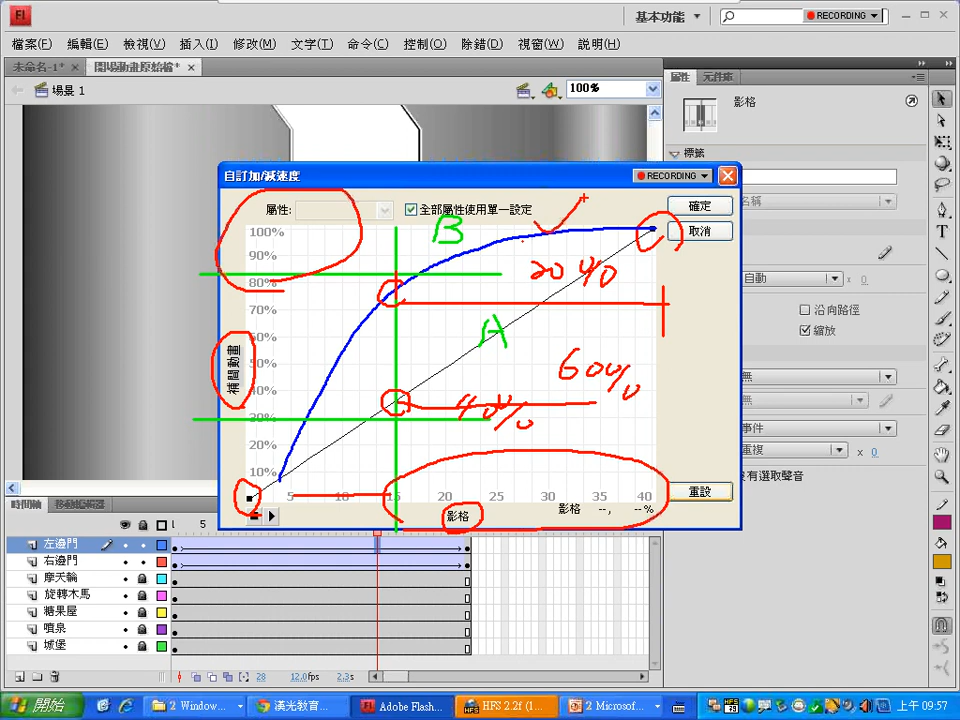 Fl
基本功能
RECORDING
檔案(F) 編輯(E) 檢視(V) 插入(I) 修改(M) 文字(T) 命令(C) 控制(O) 除錯(D) 視窗(W) 說明(H)
未命名-1*
開場動畫原始檔*
場景 1
100%
屬性 元件庫
影格
標籤
名稱
自動 x 0
沿向路徑
縮放
無
無
事件
重複 x 0
沒有選取聲音
自訂加/減速度
RECORDING
屬性:
全部屬性使用單一設定
確定
取消
重設
B
A
20%
60%
40%
100%
90%
80%
70%
60%
50%
30%
20%
10%
補間動畫
5 10 15 20 25 30 35 40
影格
影格 --, --%
時間軸 移動編輯器
1 5
左邊門
右邊門
摩天輪
旋轉木馬
糖果屋
噴泉
城堡
28 12.0fps 2.3s
開始
2 Window...
漢光教育...
Adobe Flash...
HFS 2.2f (1...
2 Microsof...
上午 09:57